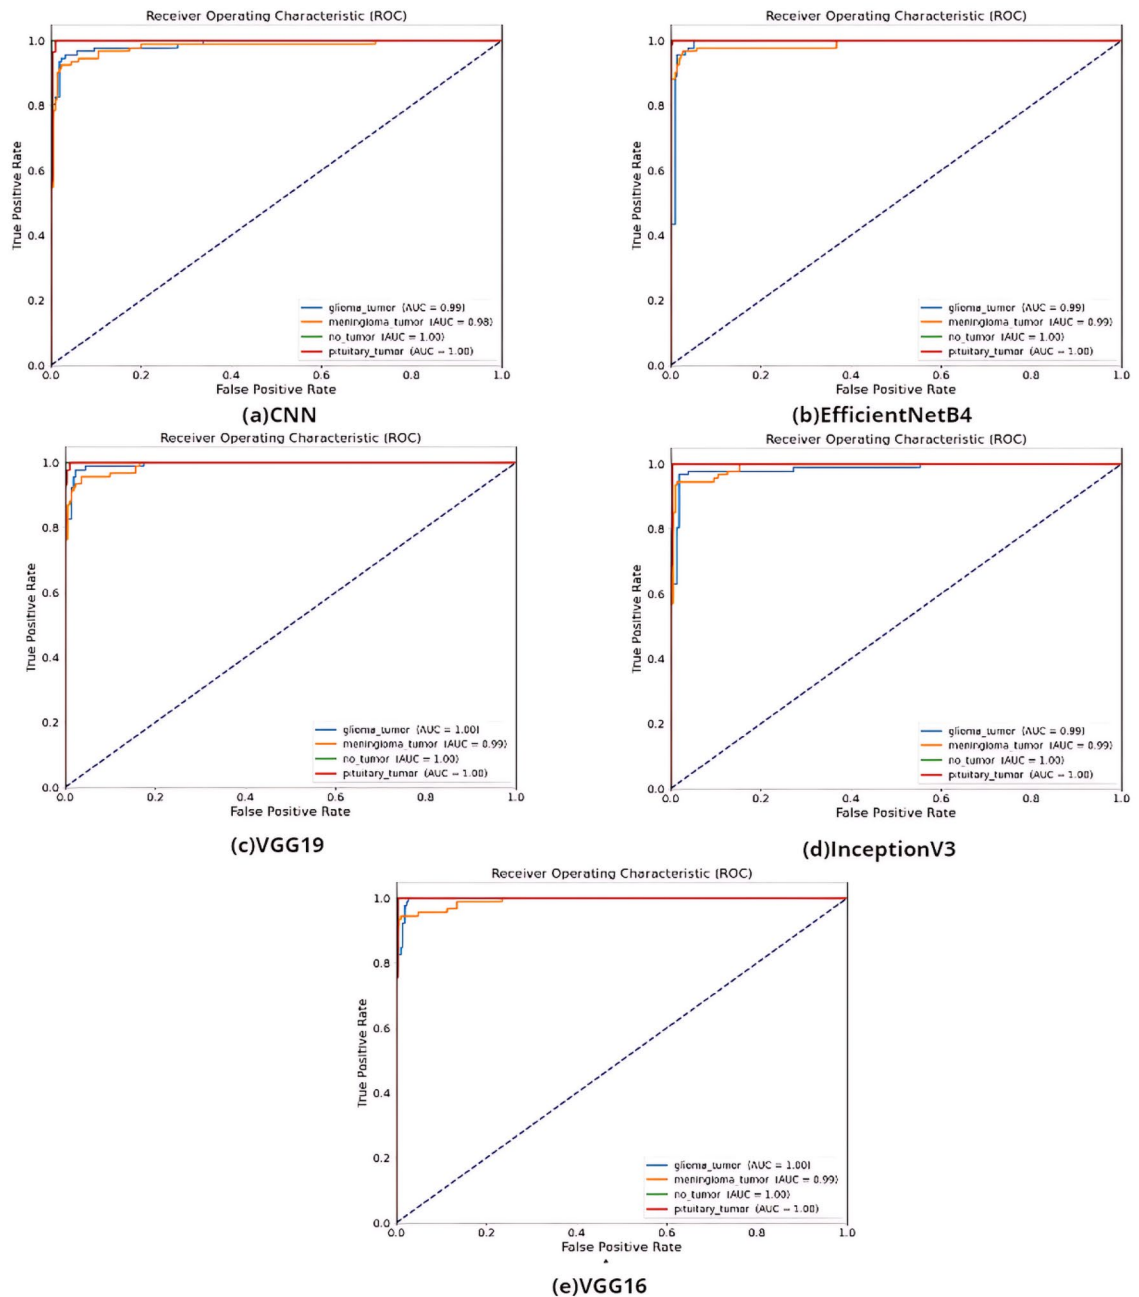 Receiver Operating Characteristic (ROC)
1.0
0.8
0.6
0.4
0.2
0.0
True Positive Rate
glioma_tumor (AUC = 0.99)
meningioma_tumor (AUC = 0.98)
no_tumor (AUC = 1.00)
pituitary_tumor (AUC = 1.00)
0.0 0.2 0.4 0.6 0.8 1.0
False Positive Rate
(a)CNN
Receiver Operating Characteristic (ROC)
1.0
0.8
0.6
0.4
0.2
0.0
True Positive Rate
glioma_tumor (AUC = 0.99)
meningioma_tumor (AUC = 0.99)
no_tumor (AUC = 1.00)
pituitary_tumor (AUC = 1.00)
0.0 0.2 0.4 0.6 0.8 1.0
False Positive Rate
(b)EfficientNetB4
Receiver Operating Characteristic (ROC)
1.0
0.8
0.6
0.4
0.2
0.0
True Positive Rate
glioma_tumor (AUC = 1.00)
meningioma_tumor (AUC = 0.99)
no_tumor (AUC = 1.00)
pituitary_tumor (AUC = 1.00)
0.0 0.2 0.4 0.6 0.8 1.0
False Positive Rate
(c)VGG19
Receiver Operating Characteristic (ROC)
1.0
0.8
0.6
0.4
0.2
0.0
True Positive Rate
glioma_tumor (AUC = 0.99)
meningioma_tumor (AUC = 0.99)
no_tumor (AUC = 1.00)
pituitary_tumor (AUC = 1.00)
0.0 0.2 0.4 0.6 0.8 1.0
False Positive Rate
(d)InceptionV3
Receiver Operating Characteristic (ROC)
1.0
0.8
0.6
0.4
0.2
0.0
True Positive Rate
glioma_tumor (AUC = 1.00)
meningioma_tumor (AUC = 0.99)
no_tumor (AUC = 1.00)
pituitary_tumor (AUC = 1.00)
0.0 0.2 0.4 0.6 0.8 1.0
False Positive Rate
(e)VGG16